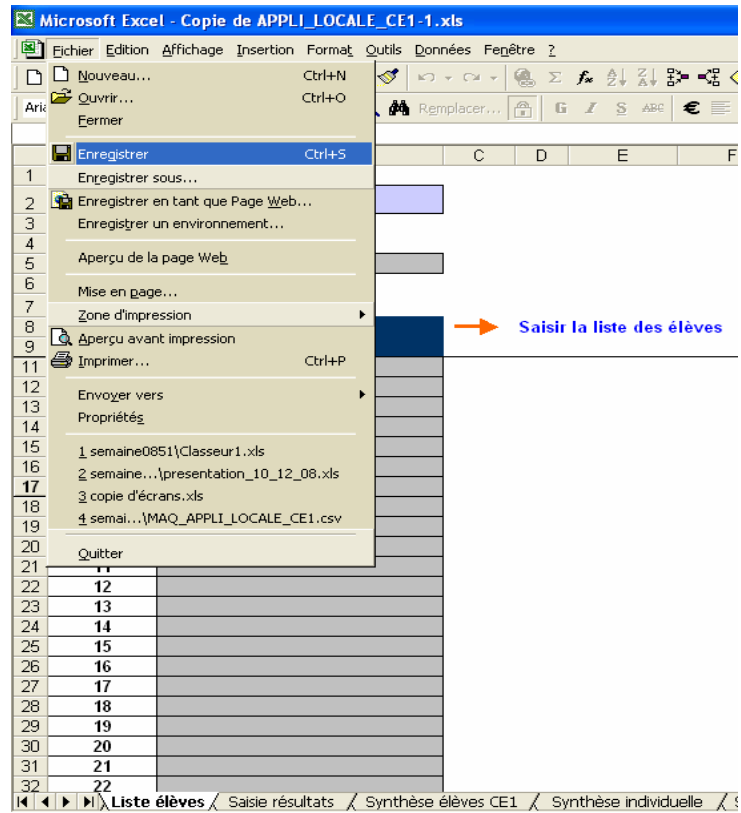 Microsoft Excel - Copie de APPLI_LOCALE_CE1-1.xls
Fichier Edition Affichage Insertion Format Outils Données Fenêtre ?
Nouveau... Ctrl+N
Ouvrir... Ctrl+O
Fermer
Enregistrer Ctrl+S
Enregistrer sous...
Enregistrer en tant que Page Web...
Enregistrer un environnement...
Aperçu de la page Web
Mise en page...
Zone d'impression
Aperçu avant impression
Imprimer... Ctrl+P
Envoyer vers
Propriétés
1 semaine0851\Classeur1.xls
2 semaine...\presentation_10_12_08.xls
3 copie d'écrans.xls
4 semai...\MAQ_APPLI_LOCALE_CE1.csv
Quitter
Aria
Remplacer... G I S ABC €
C D E F
1
2
3
4
5
6
7
8 Saisir la liste des élèves
9
11
12
13
14
15
16
17
18
19
20
21
22 12
23 13
24 14
25 15
26 16
27 17
28 18
29 19
30 20
31 21
32 22
Liste élèves / Saisie résultats / Synthèse élèves CE1 / Synthèse individuelle /